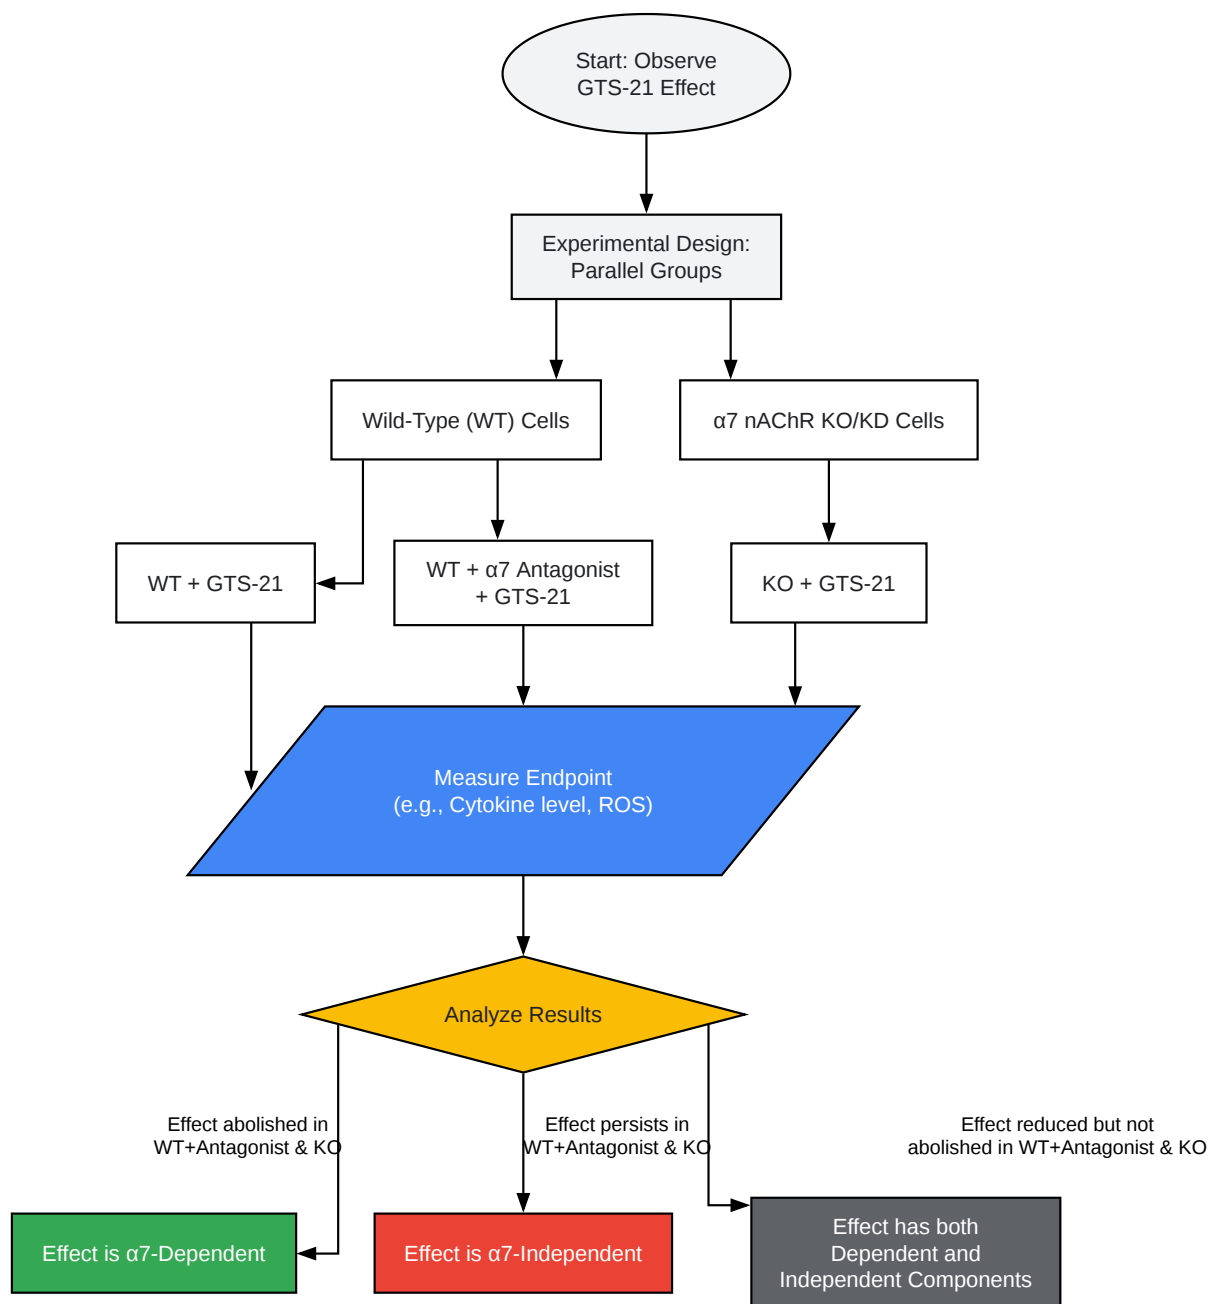 Start: Observe
GTS-21 Effect
Experimental Design:
Parallel Groups
Wild-Type (WT) Cells
α7 nAChR KO/KD Cells
WT + GTS-21
WT + α7 Antagonist
+ GTS-21
KO + GTS-21
Measure Endpoint
(e.g., Cytokine level, ROS)
Analyze Results
Effect abolished in
WT+Antagonist & KO
Effect persists in
WT+Antagonist & KO
Effect reduced but not
abolished in WT+Antagonist & KO
Effect is α7-Dependent
Effect is α7-Independent
Effect has both
Dependent and
Independent Components